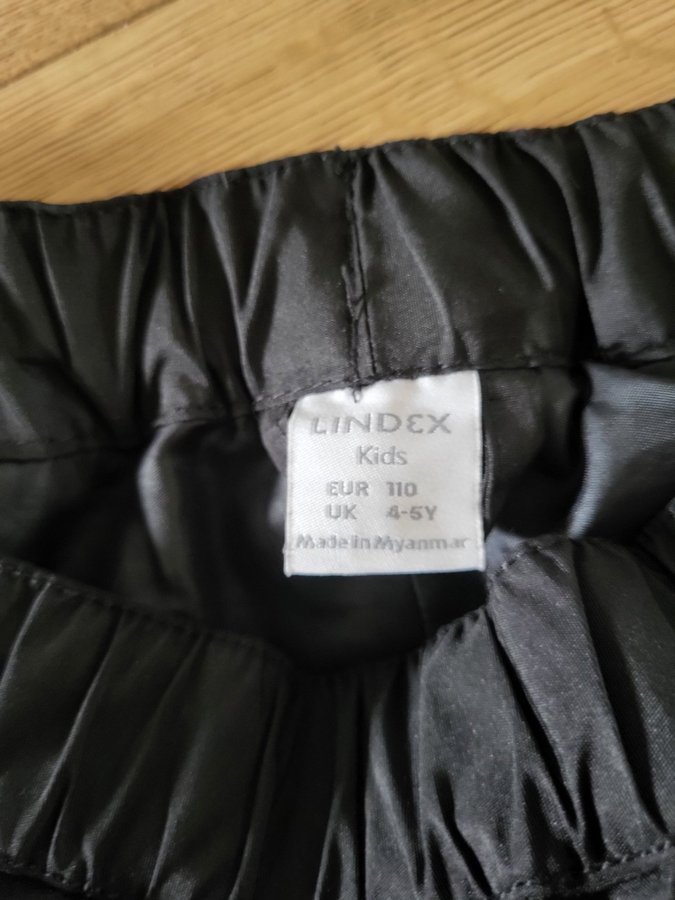 LINDEX
Kids
EUR 110
UK 4-5Y
Made in Myanmar